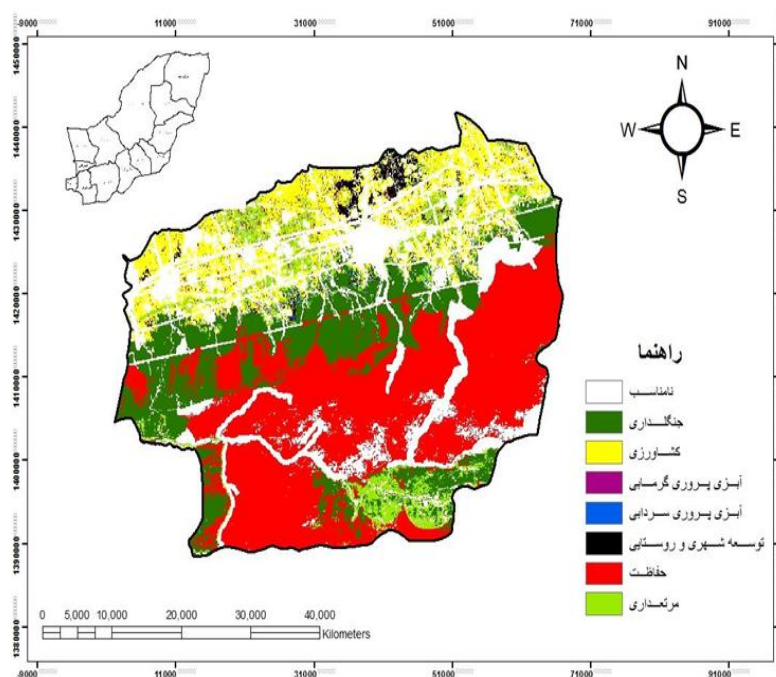 -9000 11000 31000 51000 71000 91000
1450000
1440000
1430000
1420000
1410000
1400000
1390000
1380000
N
W E
S
راهنما
نامناسب
جنگلداری
کشاورزی
آبزی پروری گرمابی
آبزی پروری سردابی
توسعه شهری و روستایی
حفاظت
مرتعداری
0 5,000 10,000 20,000 30,000 40,000
Kilometers
-9000 11000 31000 51000 71000 91000